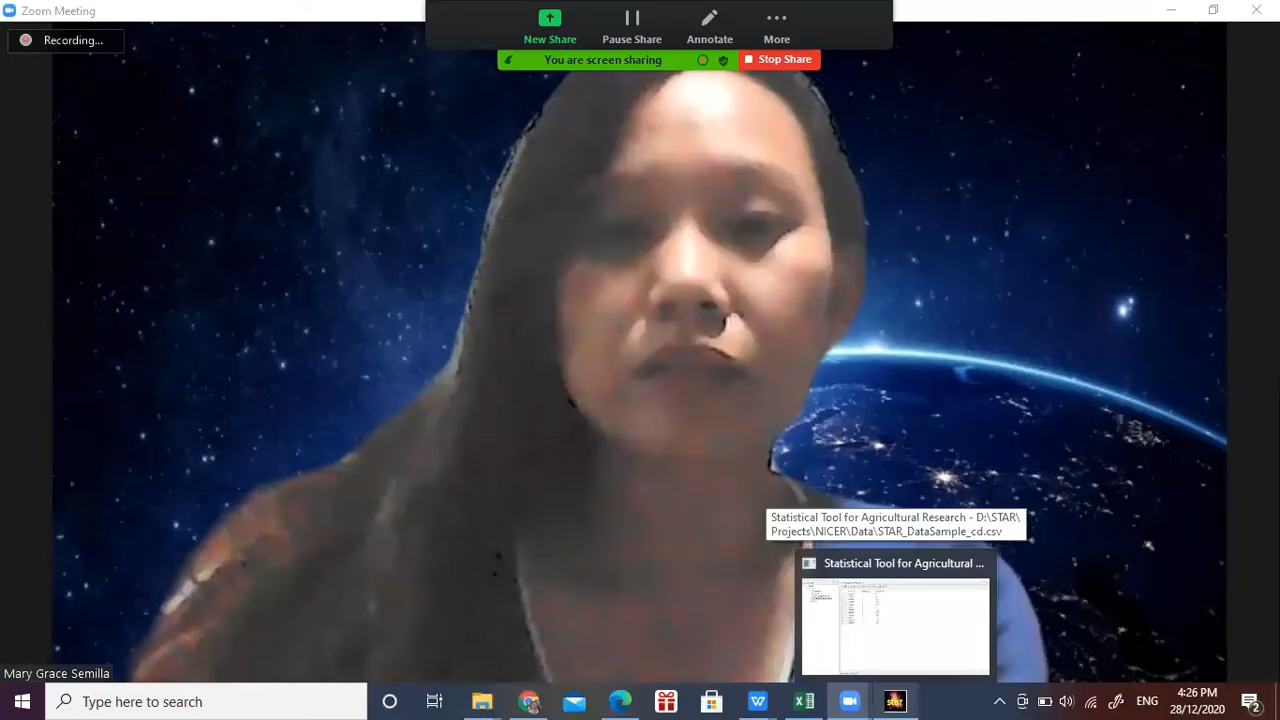 Zoom Meeting
Recording...
New Share
Pause Share
Annotate
More
You are screen sharing
Stop Share
Statistical Tool for Agricultural Research - D:\STAR\
Projects\NICER\Data\STAR_DataSample_cd.csv
Statistical Tool for Agricultural ...
Mary Grace Semilla
Type here to search
star
ENG
4:26 PM
28/12/2020
2